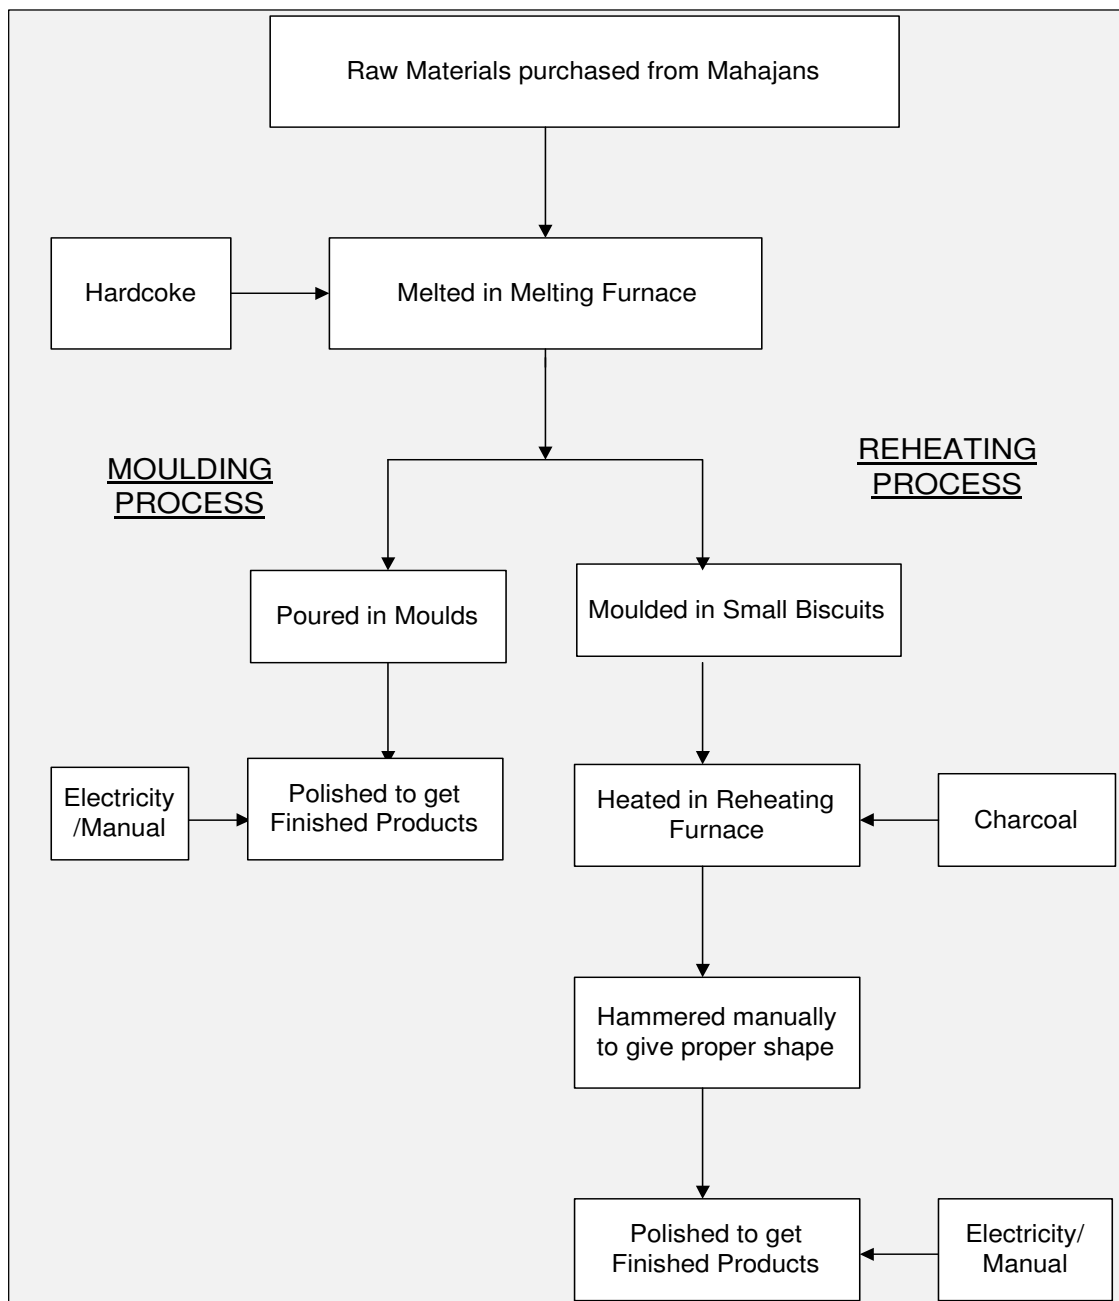 Raw Materials purchased from Mahajans
Hardcoke
Melted in Melting Furnace
MOULDING
PROCESS
REHEATING
PROCESS
Poured in Moulds
Moulded in Small Biscuits
Electricity
/Manual
Polished to get
Finished Products
Heated in Reheating
Furnace
Charcoal
Hammered manually
to give proper shape
Polished to get
Finished Products
Electricity/
Manual